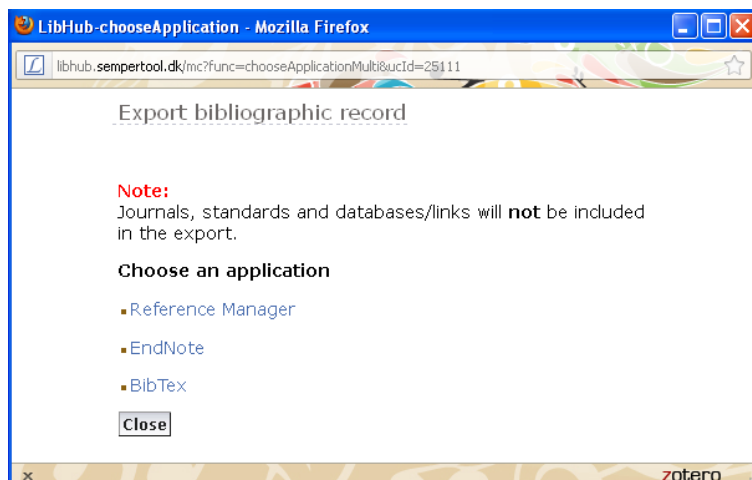 LibHub-chooseApplication - Mozilla Firefox
libhub.sempertool.dk/mc?func=chooseApplicationMulti&ucId=25111
Export bibliographic record
Note:
Journals, standards and databases/links will not be included
in the export.
Choose an application
Reference Manager
EndNote
BibTex
Close
x zotero